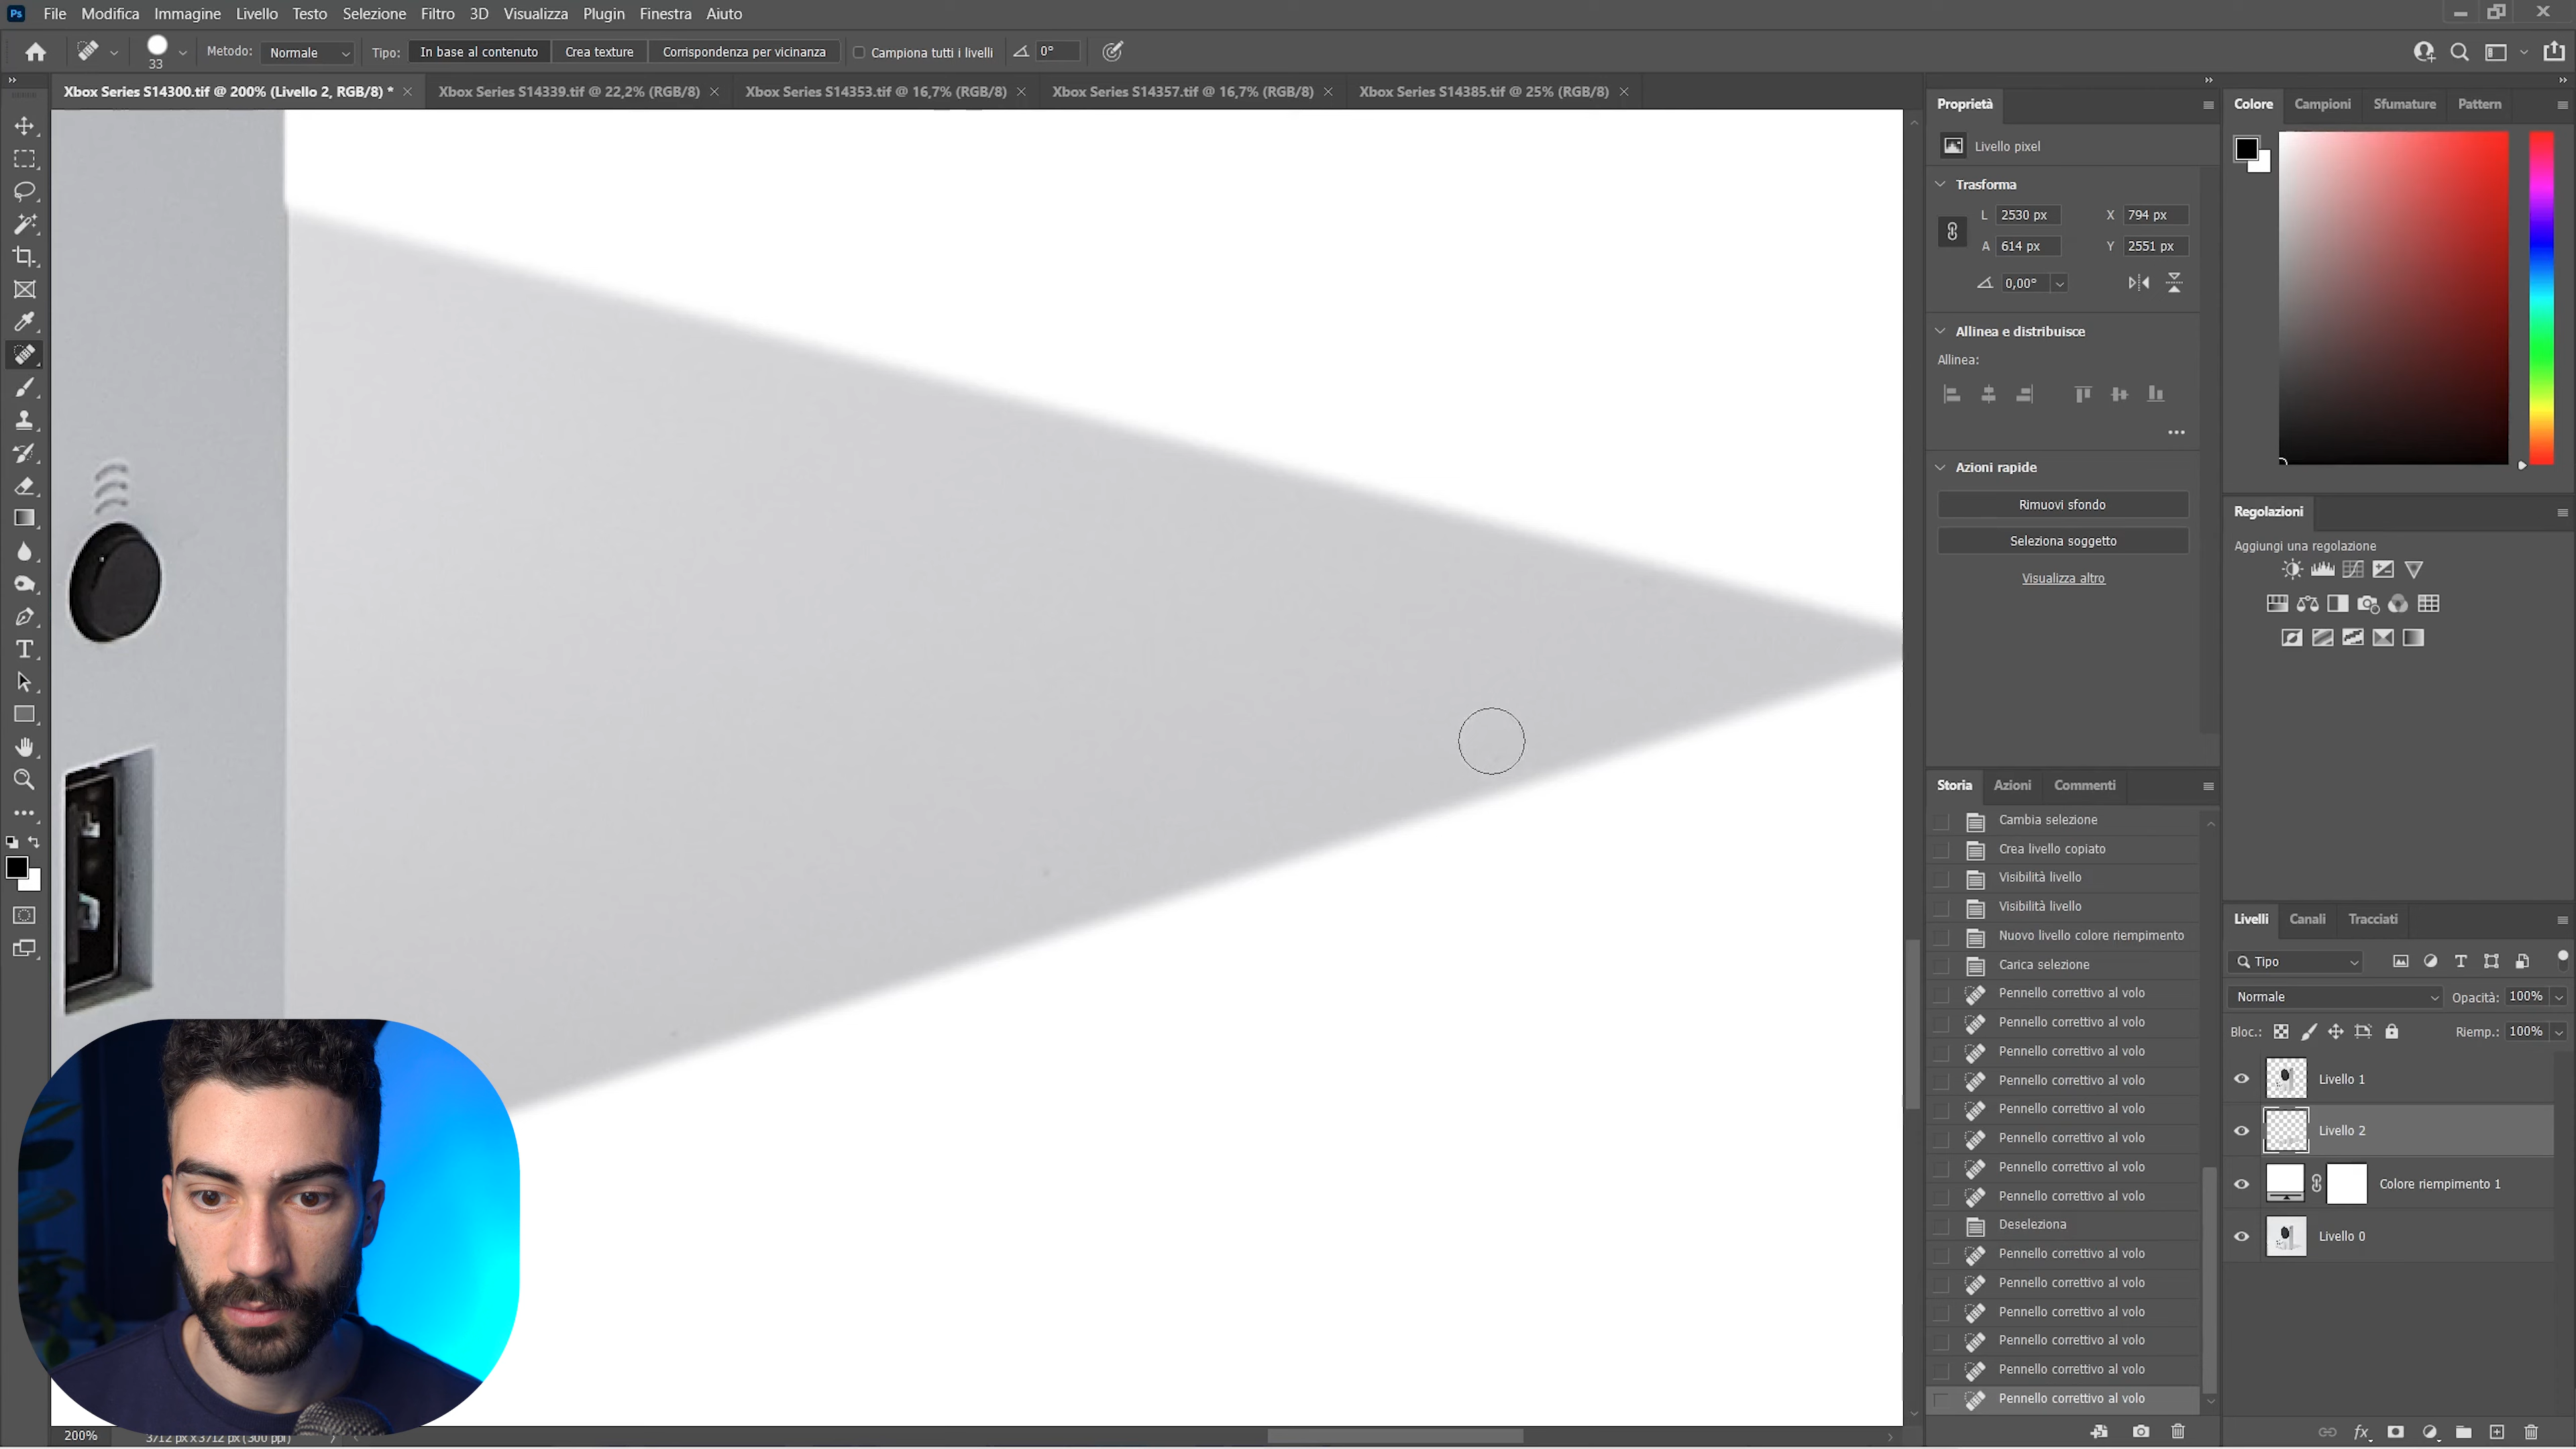 Ps File Modifica Immagine Livello Testo Selezione Filtro 3D Visualizza Plugin Finestra Aiuto
33 Metodo: Normale Tipo: In base al contenuto Crea texture Corrispondenza per vicinanza Campiona tutti i livelli 0°
Xbox Series S14300.tif @ 200% (Livello 2, RGB/8) * Xbox Series S14339.tif @ 22,2% (RGB/8) Xbox Series S14353.tif @ 16,7% (RGB/8) Xbox Series S14357.tif @ 16,7% (RGB/8) Xbox Series S14385.tif @ 25% (RGB/8)
Proprietà
Livello pixel
Trasforma
L 2530 px X 794 px
A 614 px Y 2551 px
0,00°
Allinea e distribuisce
Allinea:
Azioni rapide
Rimuovi sfondo
Seleziona soggetto
Visualizza altro
Storia Azioni Commenti
Cambia selezione
Crea livello copiato
Visibilità livello
Visibilità livello
Nuovo livello colore riempimento
Carica selezione
Pennello correttivo al volo
Pennello correttivo al volo
Pennello correttivo al volo
Pennello correttivo al volo
Pennello correttivo al volo
Pennello correttivo al volo
Pennello correttivo al volo
Pennello correttivo al volo
Deseleziona
Pennello correttivo al volo
Pennello correttivo al volo
Pennello correttivo al volo
Pennello correttivo al volo
Pennello correttivo al volo
Pennello correttivo al volo
Colore Campioni Sfumature Pattern
Regolazioni
Aggiungi una regolazione
Livelli Canali Tracciati
Tipo
Normale Opacità: 100%
Bloc.: Riemp.: 100%
Livello 1
Livello 2
Colore riempimento 1
Livello 0
200% 3712 px x 3712 px (300 ppi)